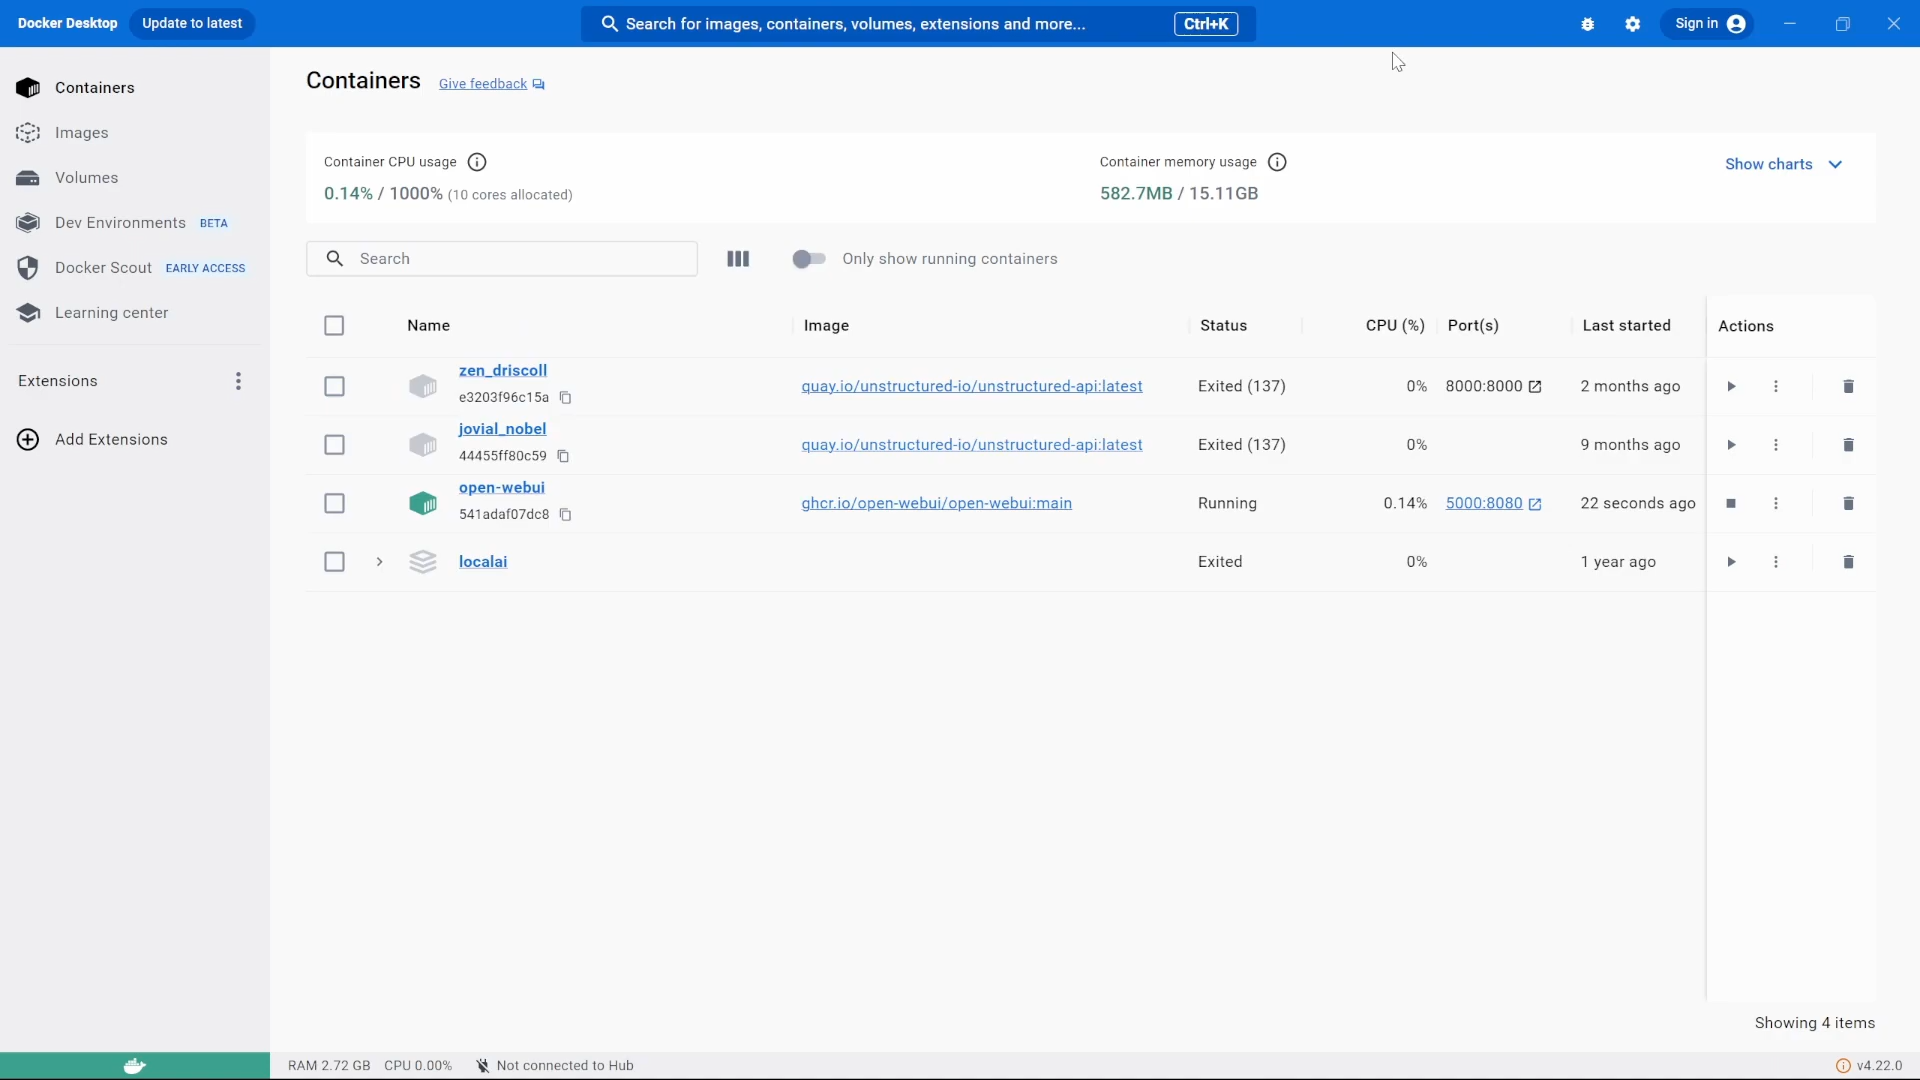 Docker Desktop Update to latest Search for images, containers, volumes, extensions and more... Ctrl+K Sign in
Containers
Images
Volumes
Dev Environments BETA
Docker Scout EARLY ACCESS
Learning center
Extensions
Add Extensions
Containers Give feedback
Container CPU usage
0.14% / 1000% (10 cores allocated)
Container memory usage
582.7MB / 15.11GB
Show charts
Search
Only show running containers
Name Image Status CPU (%) Port(s) Last started Actions
zen_driscoll
e3203f96c15a
quay.io/unstructured-io/unstructured-api:latest Exited (137) 0% 8000:8000 2 months ago
jovial_nobel
44455ff80c59
quay.io/unstructured-io/unstructured-api:latest Exited (137) 0% 9 months ago
open-webui
541adaf07dc8
ghcr.io/open-webui/open-webui:main Running 0.14% 5000:8080 22 seconds ago
localai Exited 0% 1 year ago
Showing 4 items
RAM 2.72 GB CPU 0.00% Not connected to Hub v4.22.0